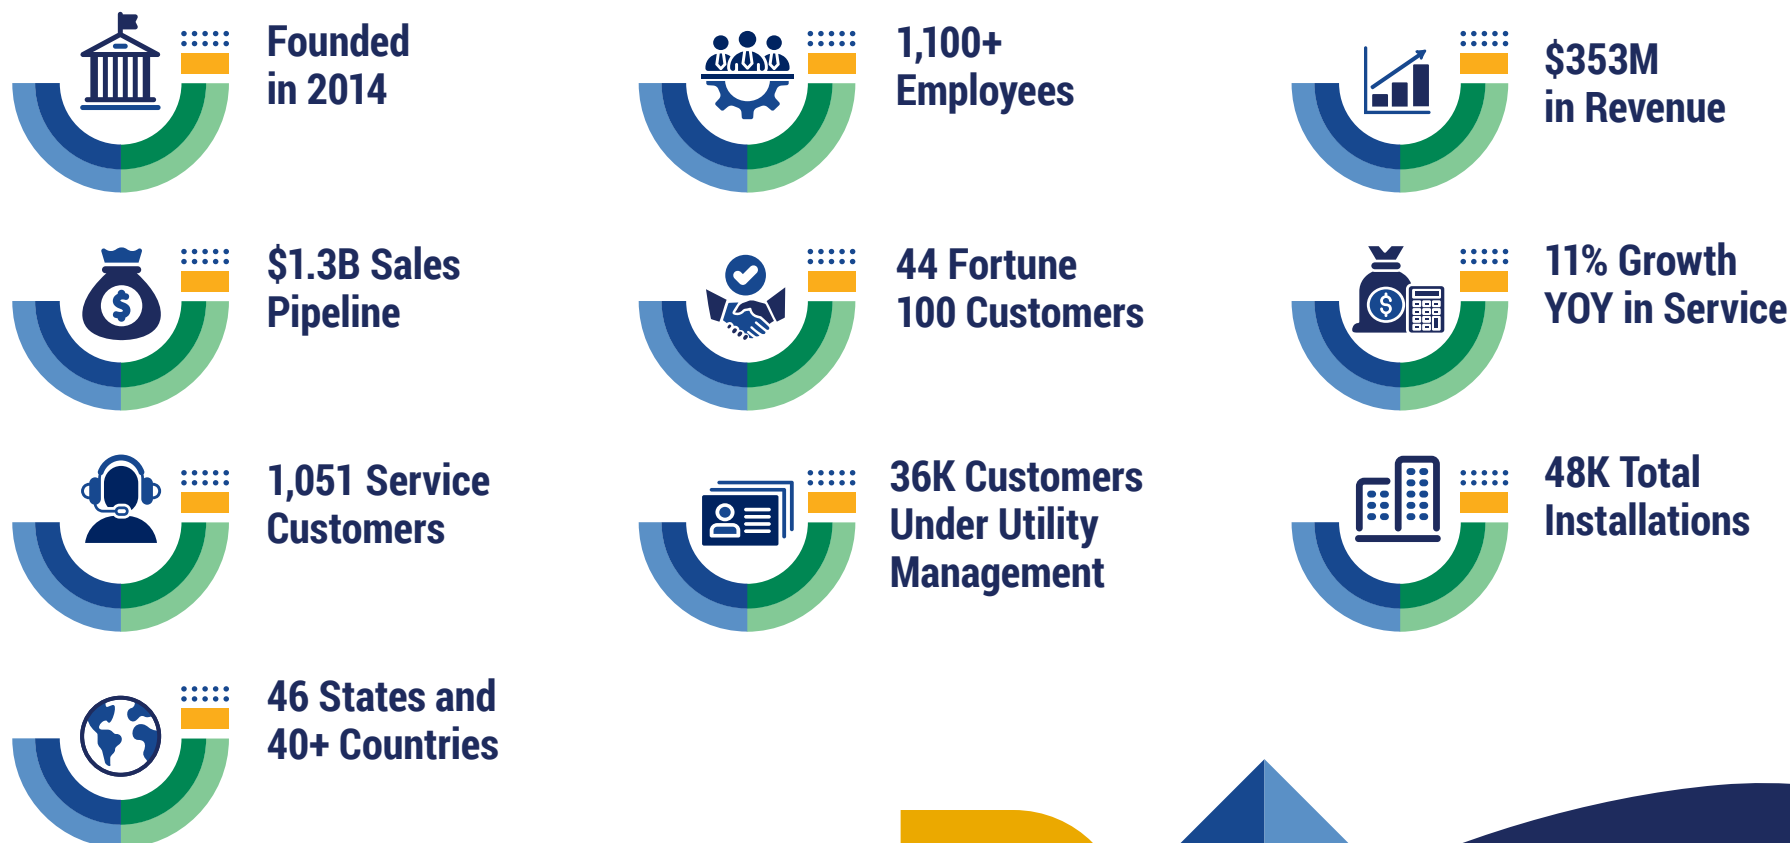 Founded
in 2014
1,100+
Employees
$353M
in Revenue
$1.3B Sales
Pipeline
44 Fortune
100 Customers
11% Growth
YOY in Service
1,051 Service
Customers
36K Customers
Under Utility
Management
48K Total
Installations
46 States and
40+ Countries